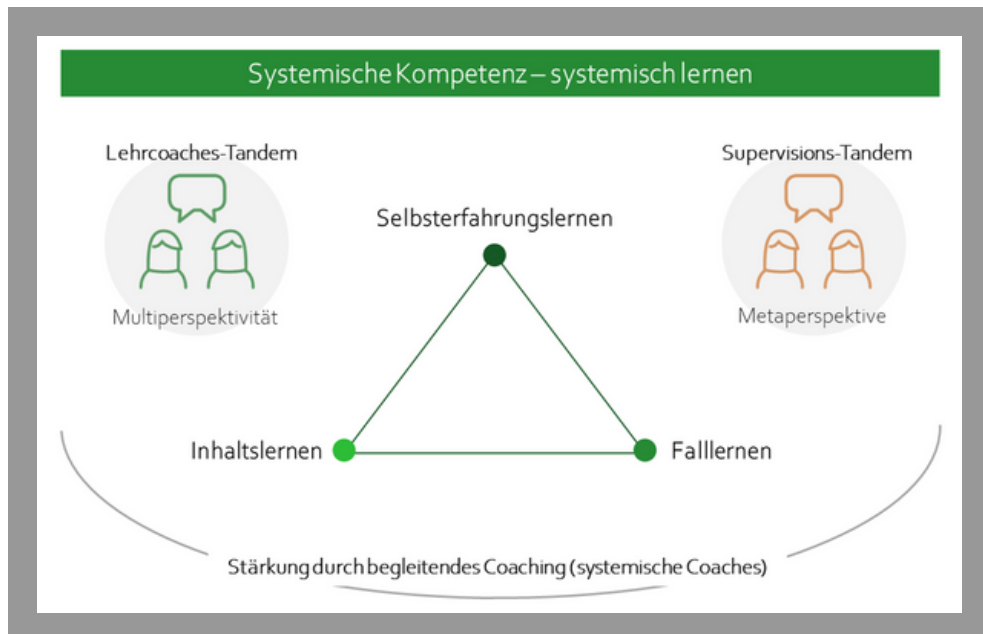 Systemische Kompetenz – systemisch lernen
Lehrcoaches-Tandem
Supervisions-Tandem
Selbsterfahrungslernen
Multiperspektivität
Metaperspektive
Inhaltslernen
Falllernen
Stärkung durch begleitendes Coaching (systemische Coaches)